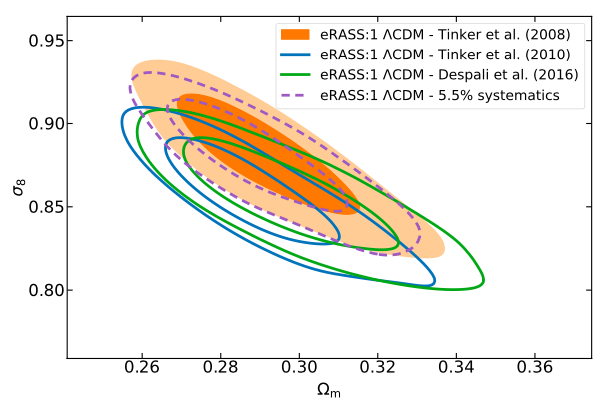 eRASS:1 ΛCDM - Tinker et al. (2008)
eRASS:1 ΛCDM - Tinker et al. (2010)
eRASS:1 ΛCDM - Despali et al. (2016)
eRASS:1 ΛCDM - 5.5% systematics
0.95
0.90
0.85
0.80
σ8
0.26 0.28 0.30 0.32 0.34 0.36
Ωm